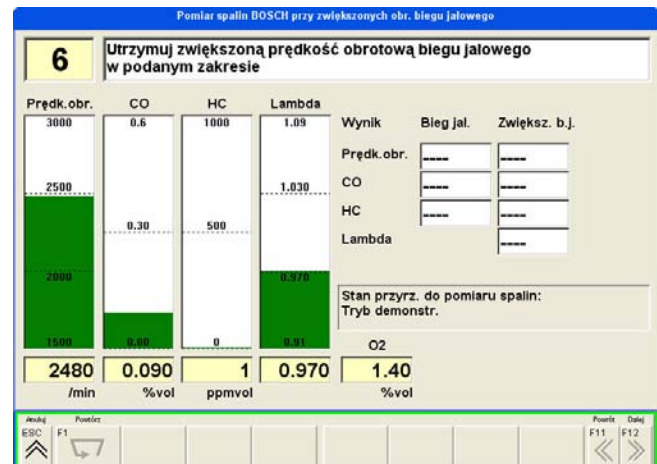 Pomiar spalin BOSCH przy zwiększonych obr. biegu jałowego
6
Utrzymuj zwiększoną prędkość obrotową biegu jałowego
w podanym zakresie
Prędk.obr. CO HC Lambda
3000 0.6 1000 1.09
2500 1.030
0.30 500
2000 0.970
1500 0.00 0 0.91
2480 0.090 1 0.970 1.40
/min %vol ppmvol %vol
Wynik Bieg jał. Zwiększ. b.j.
Prędk.obr. ---- ----
CO ---- ----
HC ---- ----
Lambda ----
Stan przyrz. do pomiaru spalin:
Tryb demonstr.
O2
Anuluj Powtórz Powrót Dalej
ESC F1 F11 F12